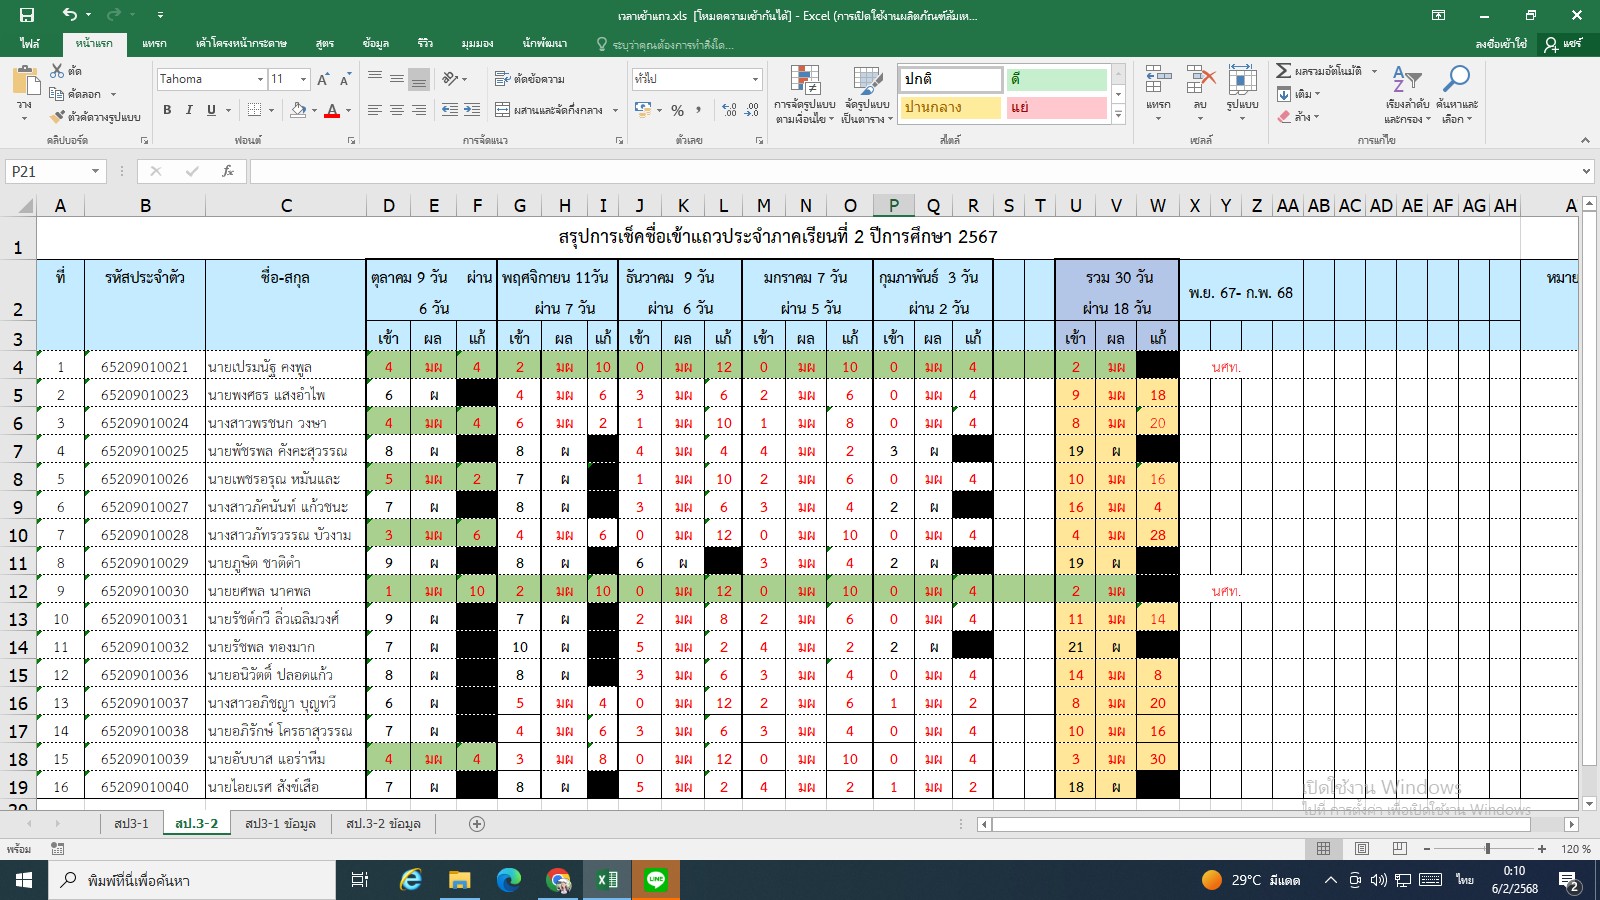 เวลาเข้าแถว.xls [โหมดความเข้ากันได้] - Excel (การเปิดใช้งานผลิตภัณฑ์ล้มเห...
ไฟล์ หน้าแรก แทรก เค้าโครงหน้ากระดาษ สูตร ข้อมูล รีวิว มุมมอง นักพัฒนา ระบุว่าคุณต้องการทำสิ่งใด... ลงชื่อเข้าใช้ แชร์
วาง ตัด คัดลอก ตัวคัดวางรูปแบบ Tahoma 11 ตัดข้อความ ผสานและจัดกึ่งกลาง ทั่วไป
B I U
การจัดรูปแบบตามเงื่อนไข จัดรูปแบบเป็นตาราง ปกติ ดี ปานกลาง แย่ แทรก ลบ รูปแบบ
ผลรวมอัตโนมัติ เติม ล้าง เรียงลำดับและกรอง ค้นหาและเลือก
คลิปบอร์ด ฟอนต์ การจัดแนว ตัวเลข สไตล์ เซลล์ การแก้ไข
P21 fx
A B C D E F G H I J K L M N O P Q R S T U V W X Y Z AA AB AC AD AE AF AG AH A
1 สรุปการเช็คชื่อเข้าแถวประจำภาคเรียนที่ 2 ปีการศึกษา 2567
ที่ รหัสประจำตัว ชื่อ-สกุล ตุลาคม 9 วัน ผ่าน พฤศจิกายน 11วัน ธันวาคม 9 วัน มกราคม 7 วัน กุมภาพันธ์ 3 วัน รวม 30 วัน พ.ย. 67- ก.พ. 68 หมาย
2 6 วัน ผ่าน 7 วัน ผ่าน 6 วัน ผ่าน 5 วัน ผ่าน 2 วัน ผ่าน 18 วัน
3 เข้า ผล แก้ เข้า ผล แก้ เข้า ผล แก้ เข้า ผล แก้ เข้า ผล แก้ เข้า ผล แก้
4 1 65209010021 นายเปรมนัฐ คงพูล 4 มผ 4 2 มผ 10 0 มผ 12 0 มผ 10 0 มผ 4 2 มผ นศท.
5 2 65209010023 นายพงศธร แสงอำไพ 6 ผ 4 มผ 6 3 มผ 6 2 มผ 6 0 มผ 4 9 มผ 18
6 3 65209010024 นางสาวพรชนก วงษา 4 มผ 4 6 มผ 2 1 มผ 10 1 มผ 8 0 มผ 4 8 มผ 20
7 4 65209010025 นายพัชรพล คังคะสุวรรณ 8 ผ 8 ผ 4 มผ 4 4 มผ 2 3 ผ 19 ผ
8 5 65209010026 นายเพชรอรุณ หมันและ 5 มผ 2 7 ผ 1 มผ 10 2 มผ 6 0 มผ 4 10 มผ 16
9 6 65209010027 นางสาวภัคนันท์ แก้วชนะ 7 ผ 8 ผ 3 มผ 6 3 มผ 4 2 ผ 16 มผ 4
10 7 65209010028 นางสาวภัทรวรรณ บัวงาม 3 มผ 6 4 มผ 6 0 มผ 12 0 มผ 10 0 มผ 4 4 มผ 28
11 8 65209010029 นายภูษิต ชาติดำ 9 ผ 8 ผ 6 ผ 3 มผ 4 2 ผ 19 ผ
12 9 65209010030 นายยศพล นาคพล 1 มผ 10 2 มผ 10 0 มผ 12 0 มผ 10 0 มผ 4 2 มผ นศท.
13 10 65209010031 นายรัชต์กวี ลิ่วเฉลิมวงศ์ 9 ผ 7 ผ 2 มผ 8 2 มผ 6 0 มผ 4 11 มผ 14
14 11 65209010032 นายรัชพล ทองมาก 7 ผ 10 ผ 5 มผ 2 4 มผ 2 2 ผ 21 ผ
15 12 65209010036 นายอนิวัตติ์ ปลอดแก้ว 8 ผ 8 ผ 3 มผ 6 3 มผ 4 0 มผ 4 14 มผ 8
16 13 65209010037 นางสาวอภิชญา บุญทวี 6 ผ 5 มผ 4 0 มผ 12 2 มผ 6 1 มผ 2 8 มผ 20
17 14 65209010038 นายอภิรักษ์ โครธาสุวรรณ 7 ผ 4 มผ 6 3 มผ 6 3 มผ 4 0 มผ 4 10 มผ 16
18 15 65209010039 นายอับบาส แอร่าหีม 4 มผ 4 3 มผ 8 0 มผ 12 0 มผ 10 0 มผ 4 3 มผ 30
19 16 65209010040 นายไอยเรศ สังข์เสือ 7 ผ 8 ผ 5 มผ 2 4 มผ 2 1 มผ 2 18 ผ
เปิดใช้งาน Windows
ไปที่ การตั้งค่า เพื่อเปิดใช้งาน Windows
สป3-1 สป.3-2 สป3-1 ข้อมูล สป.3-2 ข้อมูล
พร้อม 120 %
พิมพ์ที่นี่เพื่อค้นหา 29°C มีแดด ไทย 0:10
6/2/2568 2